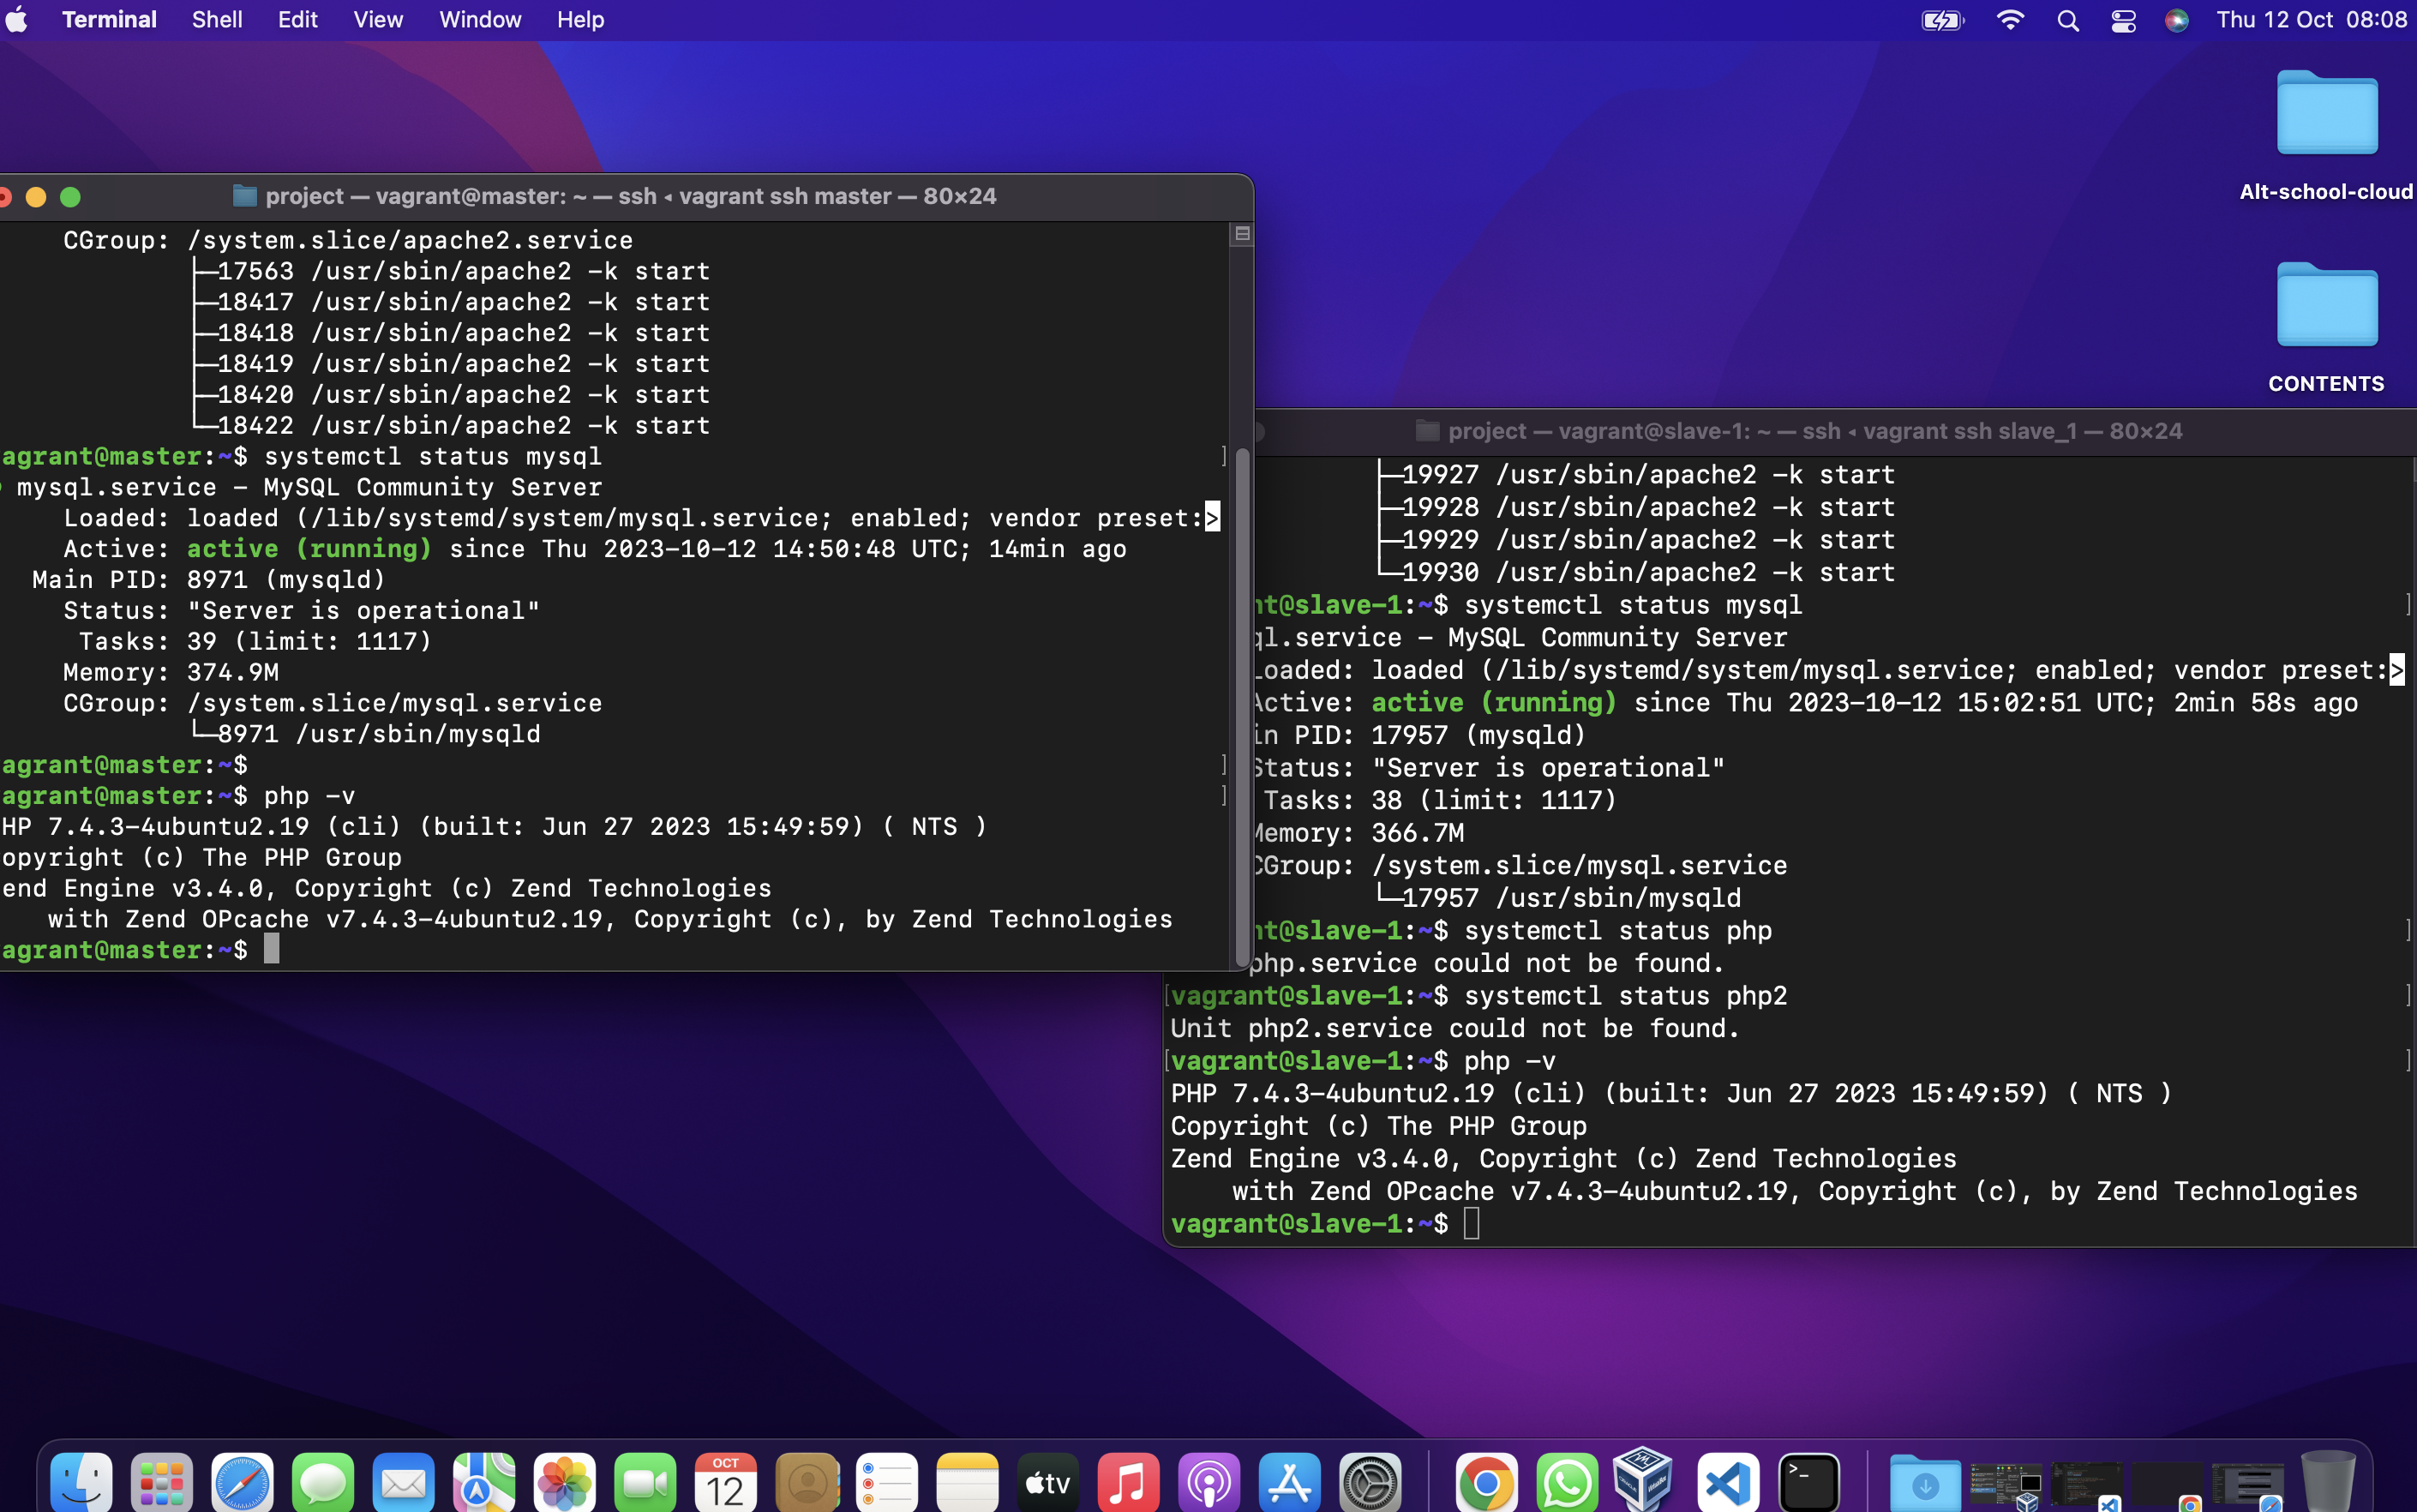 Terminal Shell Edit View Window Help
Thu 12 Oct 08:08
Alt-school-cloud
CONTENTS
project — vagrant@master: ~ — ssh ◂ vagrant ssh master — 80×24
CGroup: /system.slice/apache2.service
├─17563 /usr/sbin/apache2 -k start
├─18417 /usr/sbin/apache2 -k start
├─18418 /usr/sbin/apache2 -k start
├─18419 /usr/sbin/apache2 -k start
├─18420 /usr/sbin/apache2 -k start
└─18422 /usr/sbin/apache2 -k start
agrant@master:~$ systemctl status mysql
mysql.service - MySQL Community Server
Loaded: loaded (/lib/systemd/system/mysql.service; enabled; vendor preset:>
Active: active (running) since Thu 2023-10-12 14:50:48 UTC; 14min ago
Main PID: 8971 (mysqld)
Status: "Server is operational"
Tasks: 39 (limit: 1117)
Memory: 374.9M
CGroup: /system.slice/mysql.service
└─8971 /usr/sbin/mysqld
agrant@master:~$
agrant@master:~$ php -v
HP 7.4.3-4ubuntu2.19 (cli) (built: Jun 27 2023 15:49:59) ( NTS )
opyright (c) The PHP Group
end Engine v3.4.0, Copyright (c) Zend Technologies
with Zend OPcache v7.4.3-4ubuntu2.19, Copyright (c), by Zend Technologies
agrant@master:~$
project — vagrant@slave-1: ~ — ssh ◂ vagrant ssh slave_1 — 80×24
├─19927 /usr/sbin/apache2 -k start
├─19928 /usr/sbin/apache2 -k start
├─19929 /usr/sbin/apache2 -k start
└─19930 /usr/sbin/apache2 -k start
nt@slave-1:~$ systemctl status mysql
ql.service - MySQL Community Server
Loaded: loaded (/lib/systemd/system/mysql.service; enabled; vendor preset:>
Active: active (running) since Thu 2023-10-12 15:02:51 UTC; 2min 58s ago
in PID: 17957 (mysqld)
Status: "Server is operational"
Tasks: 38 (limit: 1117)
Memory: 366.7M
CGroup: /system.slice/mysql.service
└─17957 /usr/sbin/mysqld
nt@slave-1:~$ systemctl status php
php.service could not be found.
[vagrant@slave-1:~$ systemctl status php2
Unit php2.service could not be found.
[vagrant@slave-1:~$ php -v
PHP 7.4.3-4ubuntu2.19 (cli) (built: Jun 27 2023 15:49:59) ( NTS )
Copyright (c) The PHP Group
Zend Engine v3.4.0, Copyright (c) Zend Technologies
with Zend OPcache v7.4.3-4ubuntu2.19, Copyright (c), by Zend Technologies
vagrant@slave-1:~$
OCT
12
tv